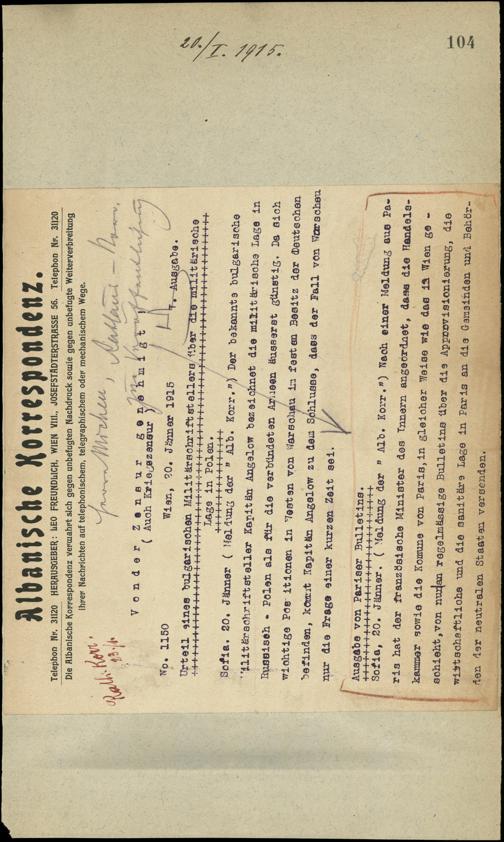 20./I. 1915.
104
Albanische Korrespondenz.
Telephon Nr. 31120 HERAUSGEBER: LEO FREUNDLICH, WIEN VIII, JOSEFSTÄDTERSTRASSE 56. Telephon Nr. 31120
Die Albanische Korrespondenz verwahrt sich gegen unbefugten Nachdruck sowie gegen unbefugte Weiterverbreitung
ihrer Nachrichten auf telephonischem, telegraphischem oder mechanischem Wege.
Von der Zensur genehmigt!
( Auch Kriegszensur )
No. 1150 Wien, 20. Jänner 1915 Ausgabe.
Urteil eines bulgarischen Militärschriftstellers über die militärische
Lage in Polen.
Sofia. 20. Jänner ( Meldung der " Alb. Korr.") Der bekannte bulgarische
Militärschriftsteller Kapitän Angelow bezeichnet die militärische Lage in
Russisch - Polen als für die verbündeten Armeen äusserst günstig. Da sich
wichtige Pos itionen im Westen von Warschau im festen Besitz der Deutschen
befinden, kommt Kapitän Angelow zu dem Schlusse, dass der Fall von Warschau
nur die Frage einer kurzen Zeit sei.
Ausgabe von Pariser Bulletins.
Sofia, 20. Jänner. ( Meldung der " Alb. Korr.") Nach einer Meldung aus Pa-
ris hat der französische Minister des Innern angeordnet, dass die Handels-
kammer sowie die Komune von Paris,in gleicher Weise wie das in Wien ge -
schieht,von nun an regelmässige Bulletins über die Approvisionierung, die
wirtschaftliche und die sanitäre Lage in Paris an die Gemeinden und Behör-
den der neutralen Staaten versenden.